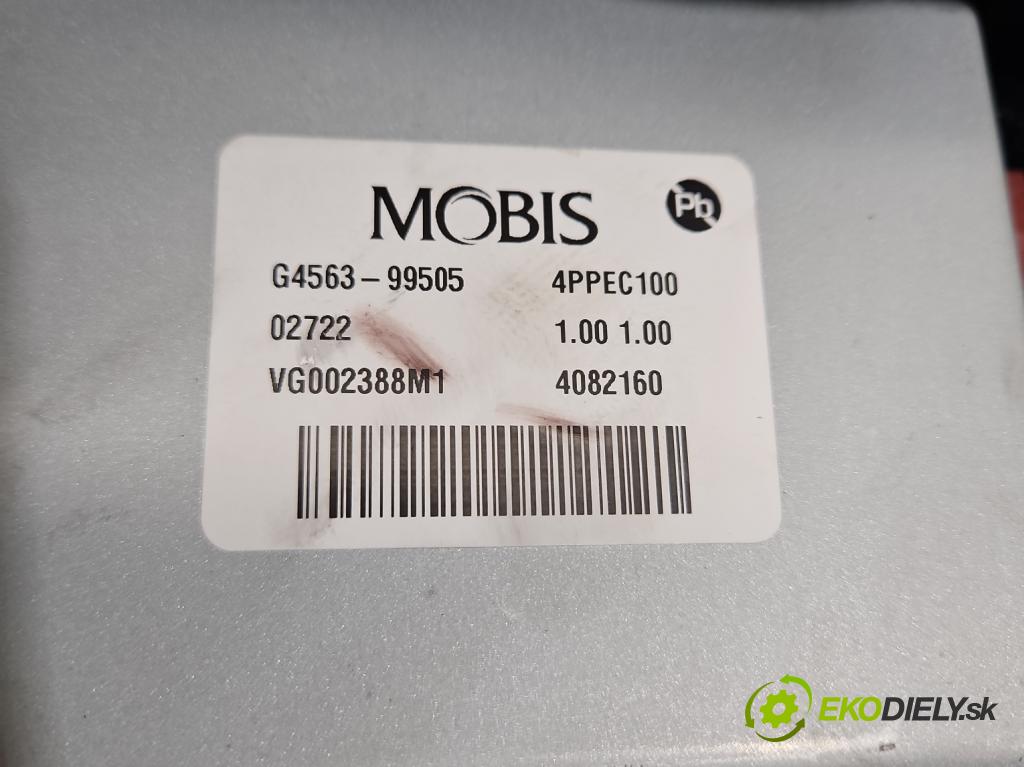 MOBIS
Pb
G4563-99505 4PPEC100
02722 1.00 1.00
VG002388M1 4082160
EKODIELY.sk